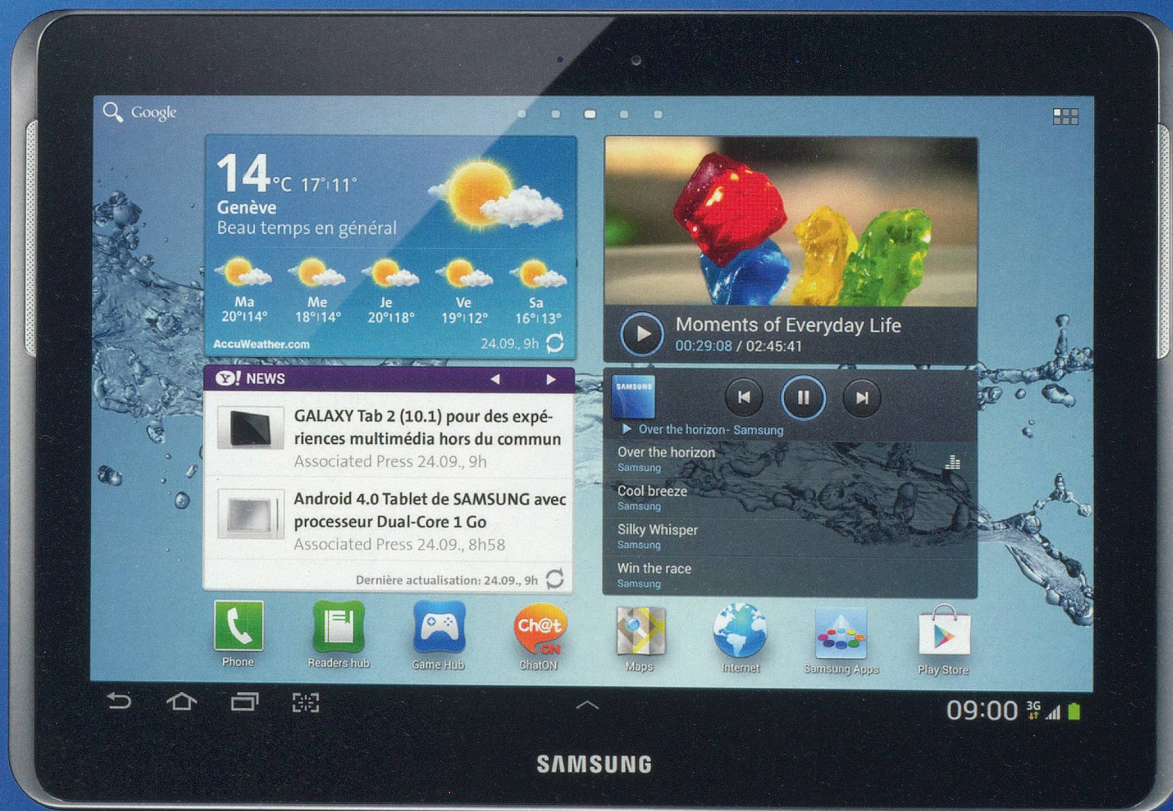 Google
14°C 17°|11°
Genève
Beau temps en général
Ma Me Je Ve Sa
20°|14° 18°|14° 20°|18° 19°|12° 16°|13°
AccuWeather.com 24.09., 9h
Moments of Everyday Life
00:29:08 / 02:45:41
Y! NEWS
GALAXY Tab 2 (10.1) pour des expé-
riences multimédia hors du commun
Associated Press 24.09., 9h
Android 4.0 Tablet de SAMSUNG avec
processeur Dual-Core 1 Go
Associated Press 24.09., 8h58
Dernière actualisation: 24.09., 9h
SAMSUNG
Over the horizon- Samsung
Over the horizon
Samsung
Cool breeze
Samsung
Silky Whisper
Samsung
Win the race
Samsung
Ch@t
ON
Phone Readers hub Game Hub ChatON Maps Internet Samsung Apps Play Store
09:00 3G
SAMSUNG